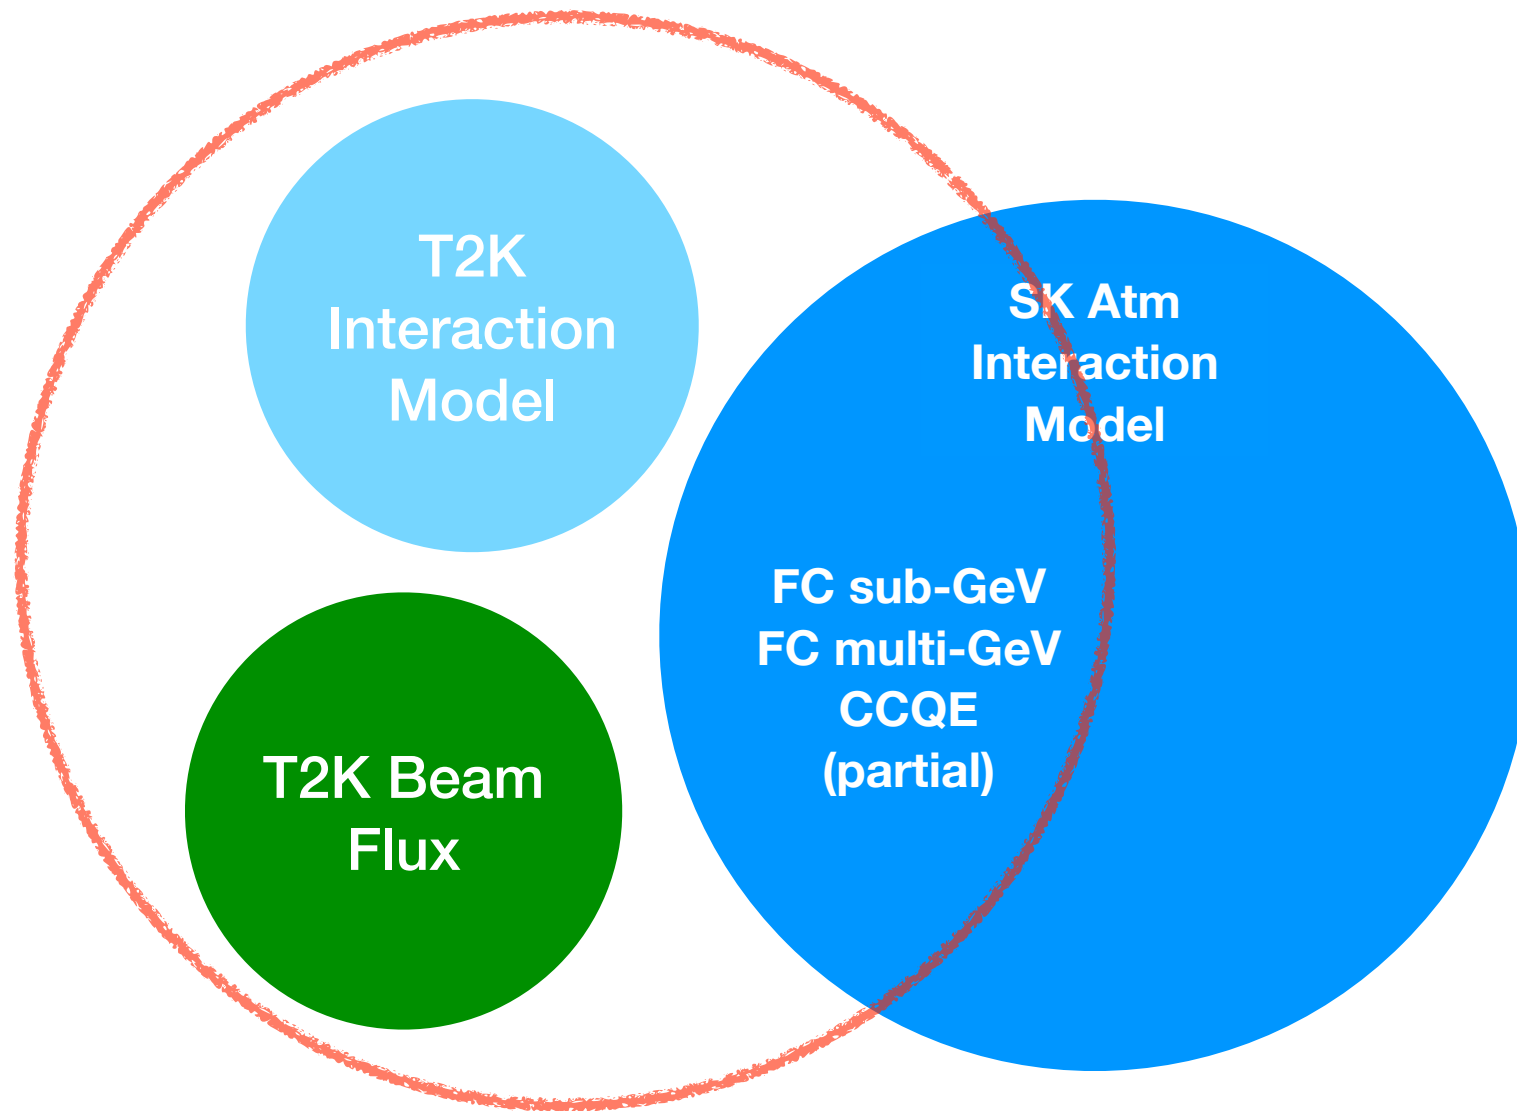 T2K
Interaction
Model
SK Atm
Interaction
Model
FC sub-GeV
FC multi-GeV
CCQE
(partial)
T2K Beam
Flux